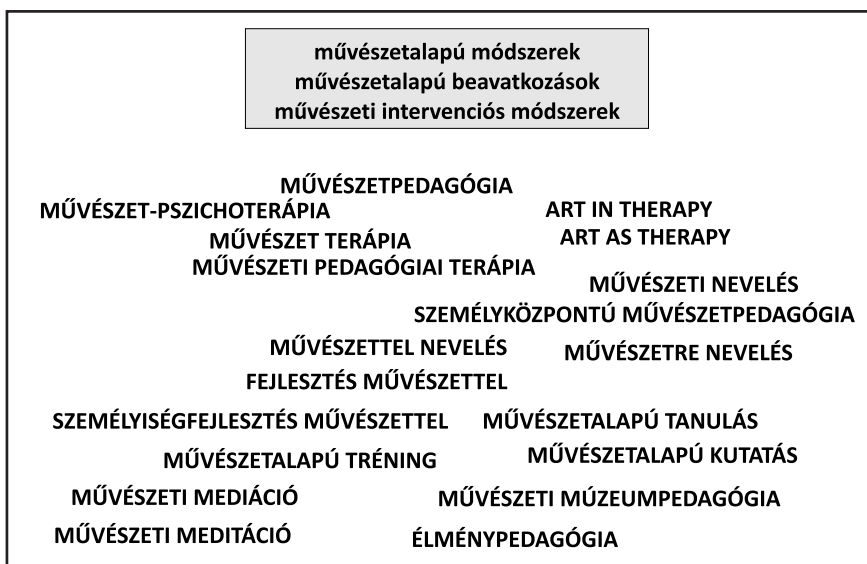 művészetalapú módszerek
művészetalapú beavatkozások
művészeti intervenciós módszerek
MŰVÉSZETPEDAGÓGIA
MŰVÉSZET-PSZICHOTERÁPIA
ART IN THERAPY
MŰVÉSZET TERÁPIA
ART AS THERAPY
MŰVÉSZETI PEDAGÓGIAI TERÁPIA
MŰVÉSZETI NEVELÉS
SZEMÉLYKÖZPONTÚ MŰVÉSZETPEDAGÓGIA
MŰVÉSZETTEL NEVELÉS
MŰVÉSZETRE NEVELÉS
FEJLESZTÉS MŰVÉSZETTEL
SZEMÉLYISÉGFEJLESZTÉS MŰVÉSZETTEL
MŰVÉSZETALAPÚ TANULÁS
MŰVÉSZETALAPÚ TRÉNING
MŰVÉSZETALAPÚ KUTATÁS
MŰVÉSZETI MEDIÁCIÓ
MŰVÉSZETI MÚZEUMPEDAGÓGIA
MŰVÉSZETI MEDITÁCIÓ
ÉLMÉNYPEDAGÓGIA